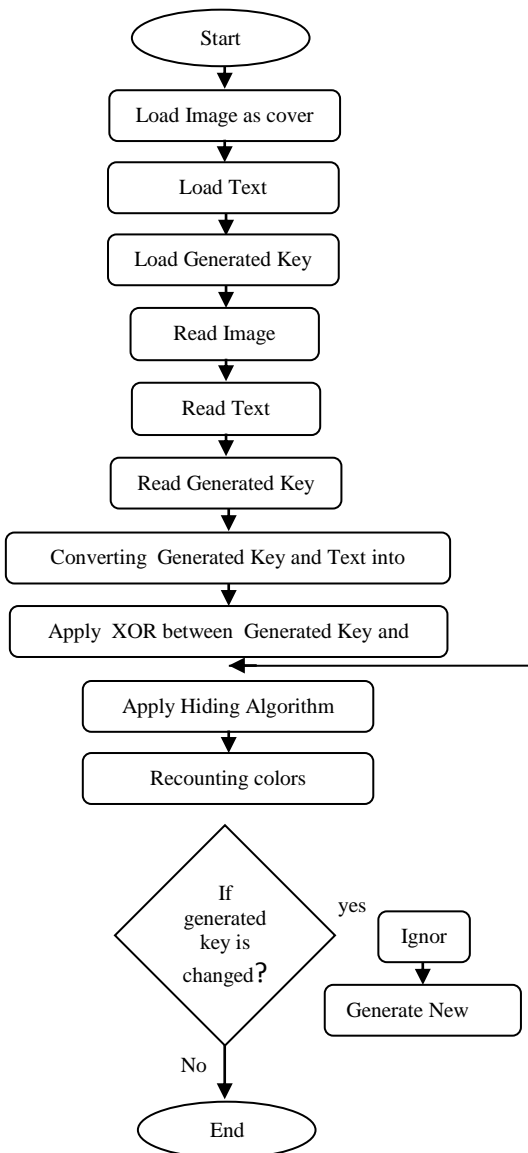 Start
Load Image as cover
Load Text
Load Generated Key
Read Image
Read Text
Read Generated Key
Converting Generated Key and Text into
Apply XOR between Generated Key and
Apply Hiding Algorithm
Recounting colors
If
generated
key is
changed?
yes
Ignor
Generate New
No
End